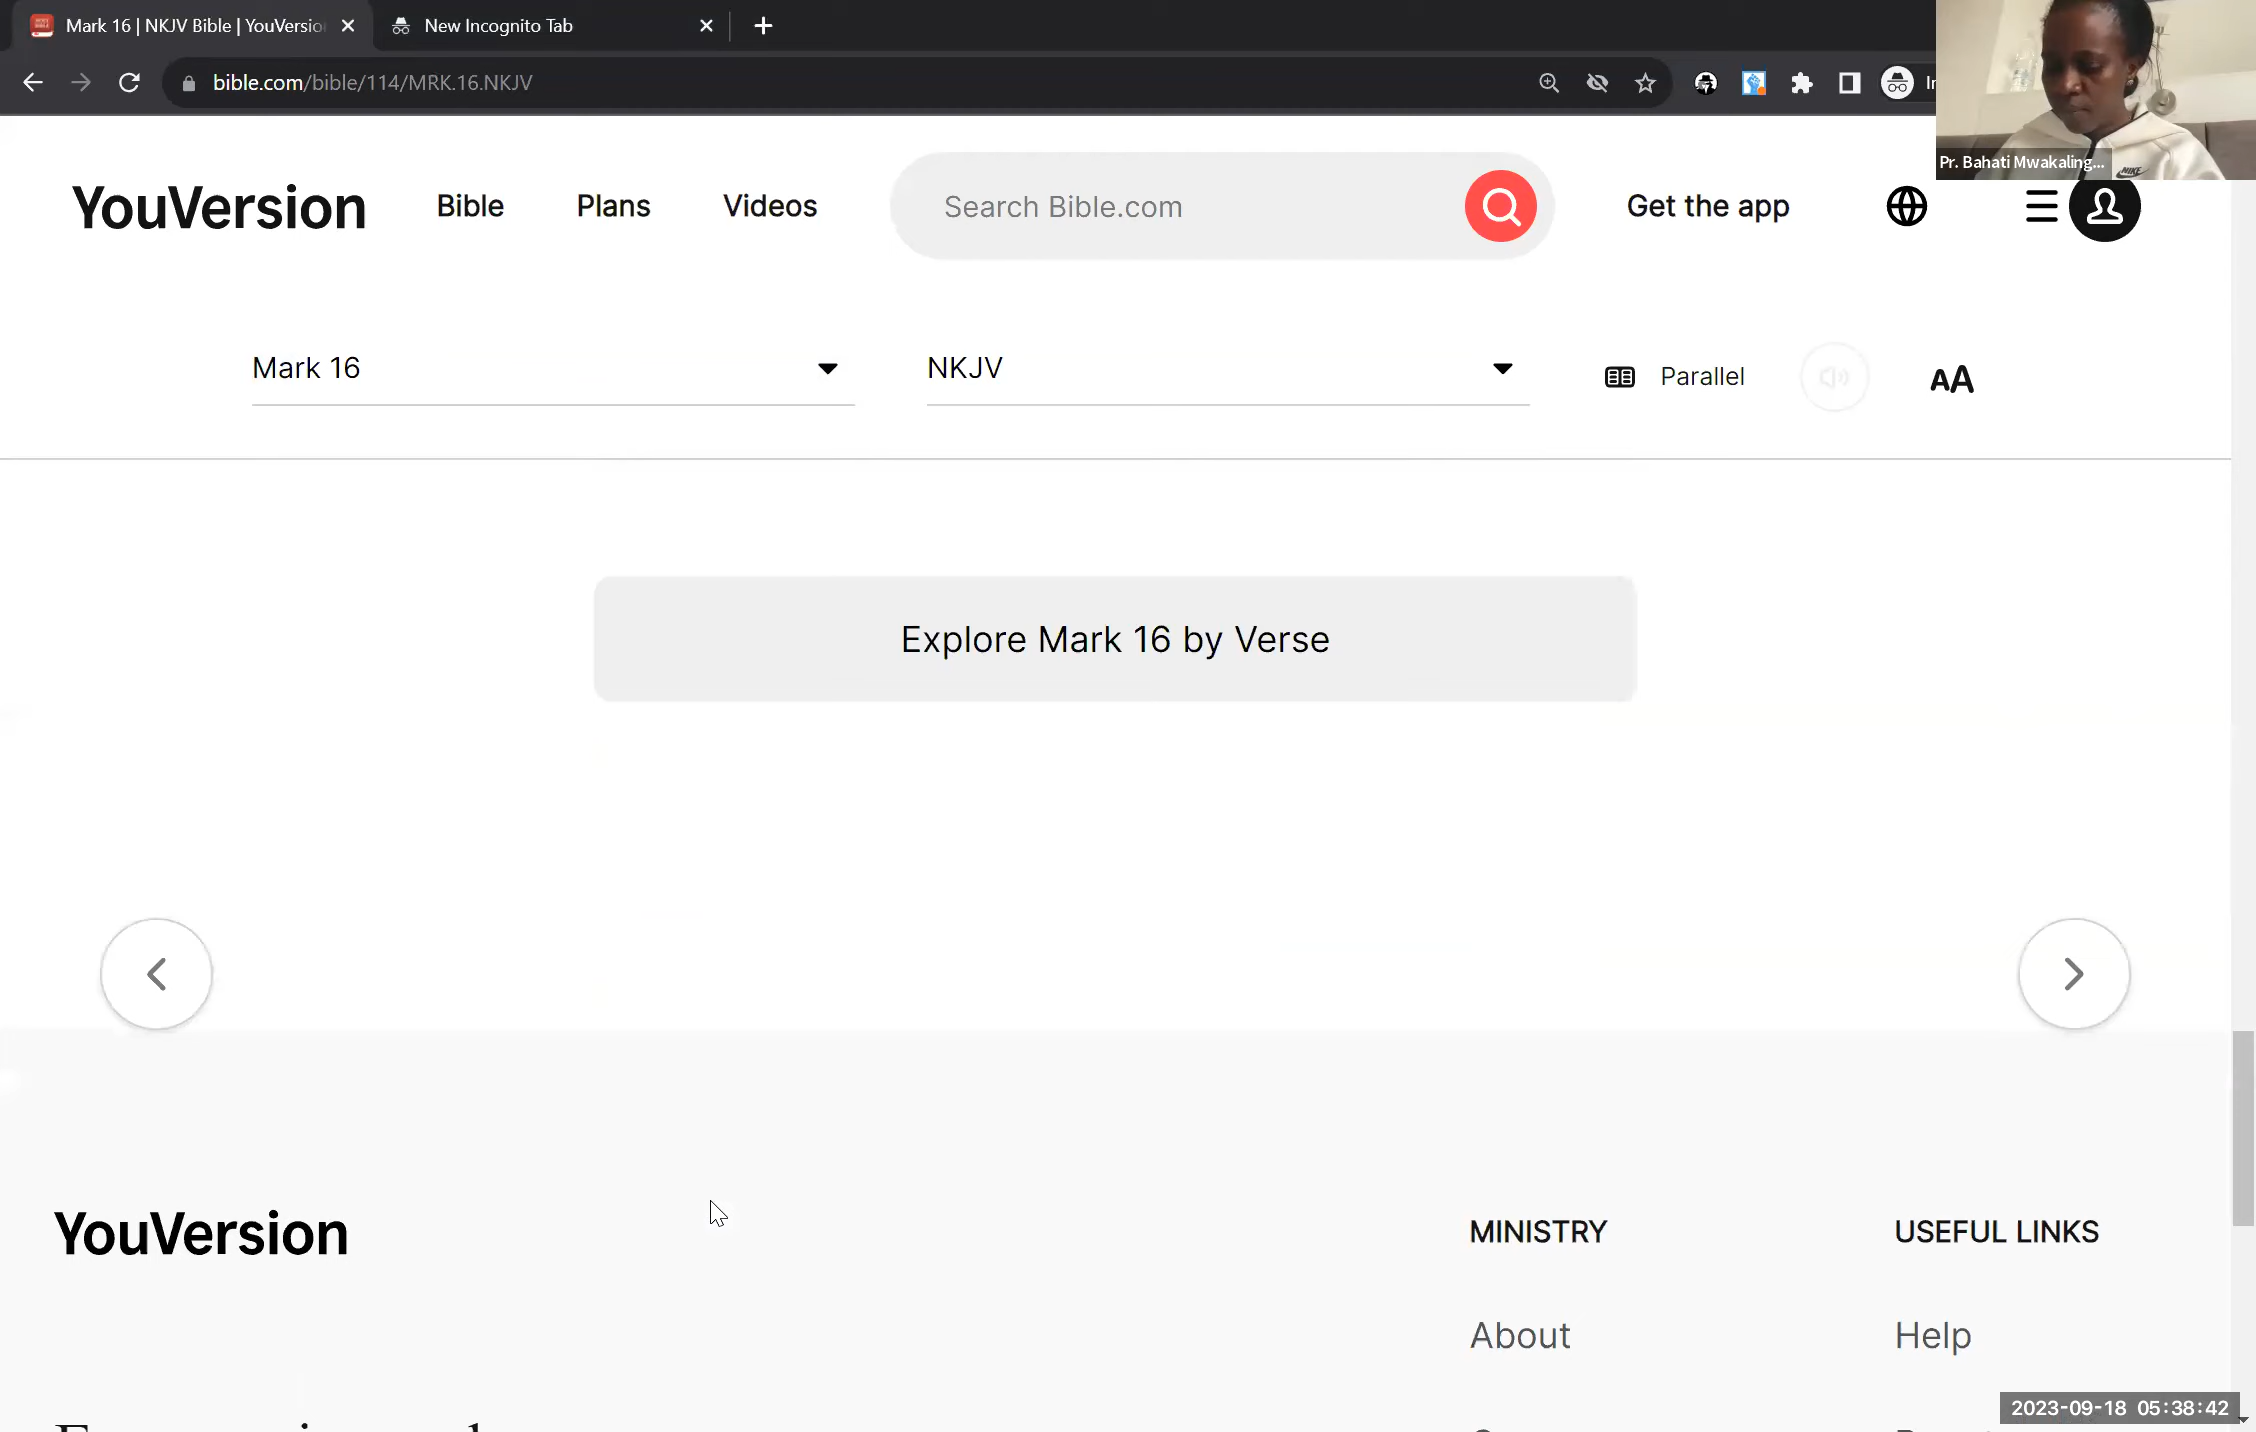 Mark 16 | NKJV Bible | YouVersio
New Incognito Tab
bible.com/bible/114/MRK.16.NKJV
Pr. Bahati Mwakaling...
NIKE
YouVersion
Bible
Plans
Videos
Search Bible.com
Get the app
Mark 16
NKJV
Parallel
AA
Explore Mark 16 by Verse
YouVersion
MINISTRY
USEFUL LINKS
About
Help
2023-09-18 05:38:42